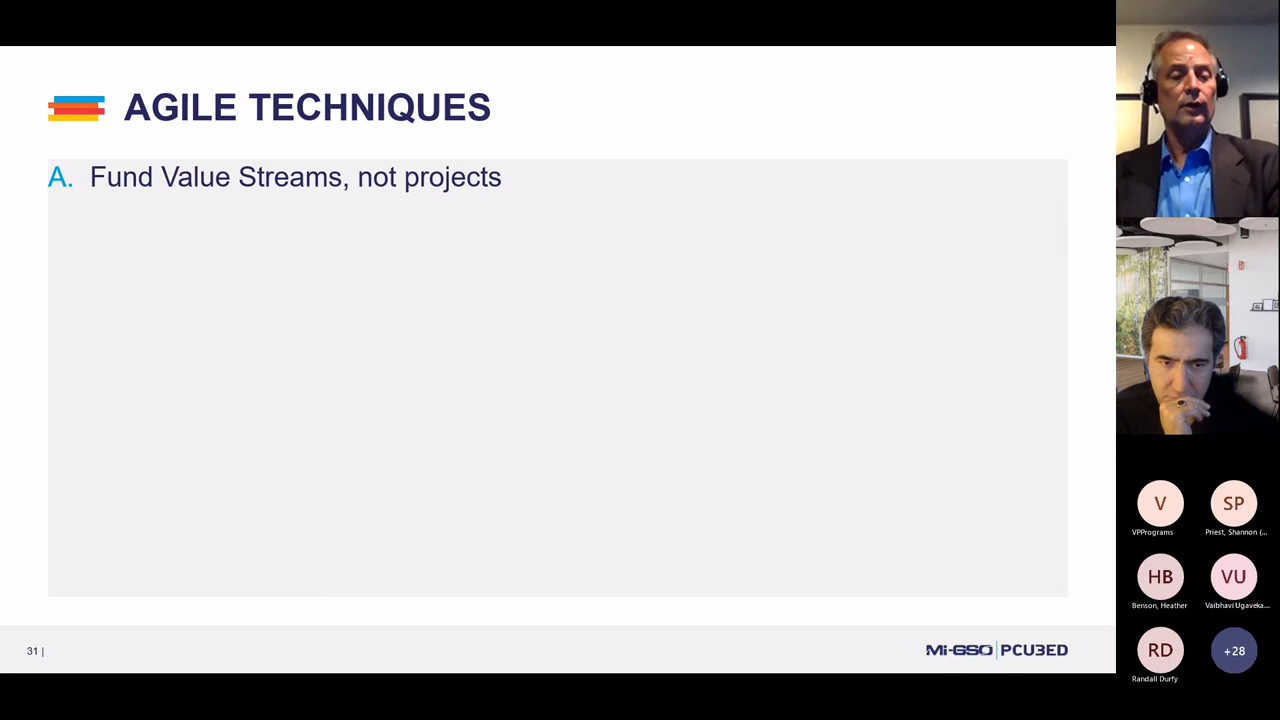 AGILE TECHNIQUES
A. Fund Value Streams, not projects
31 |
Mi-GSO | PCUBED
V
VPPrograms
SP
Priest, Shannon (...
HB
Benson, Heather
VU
Vaibhavi Ugaveka...
RD
Randall Durfy
+28